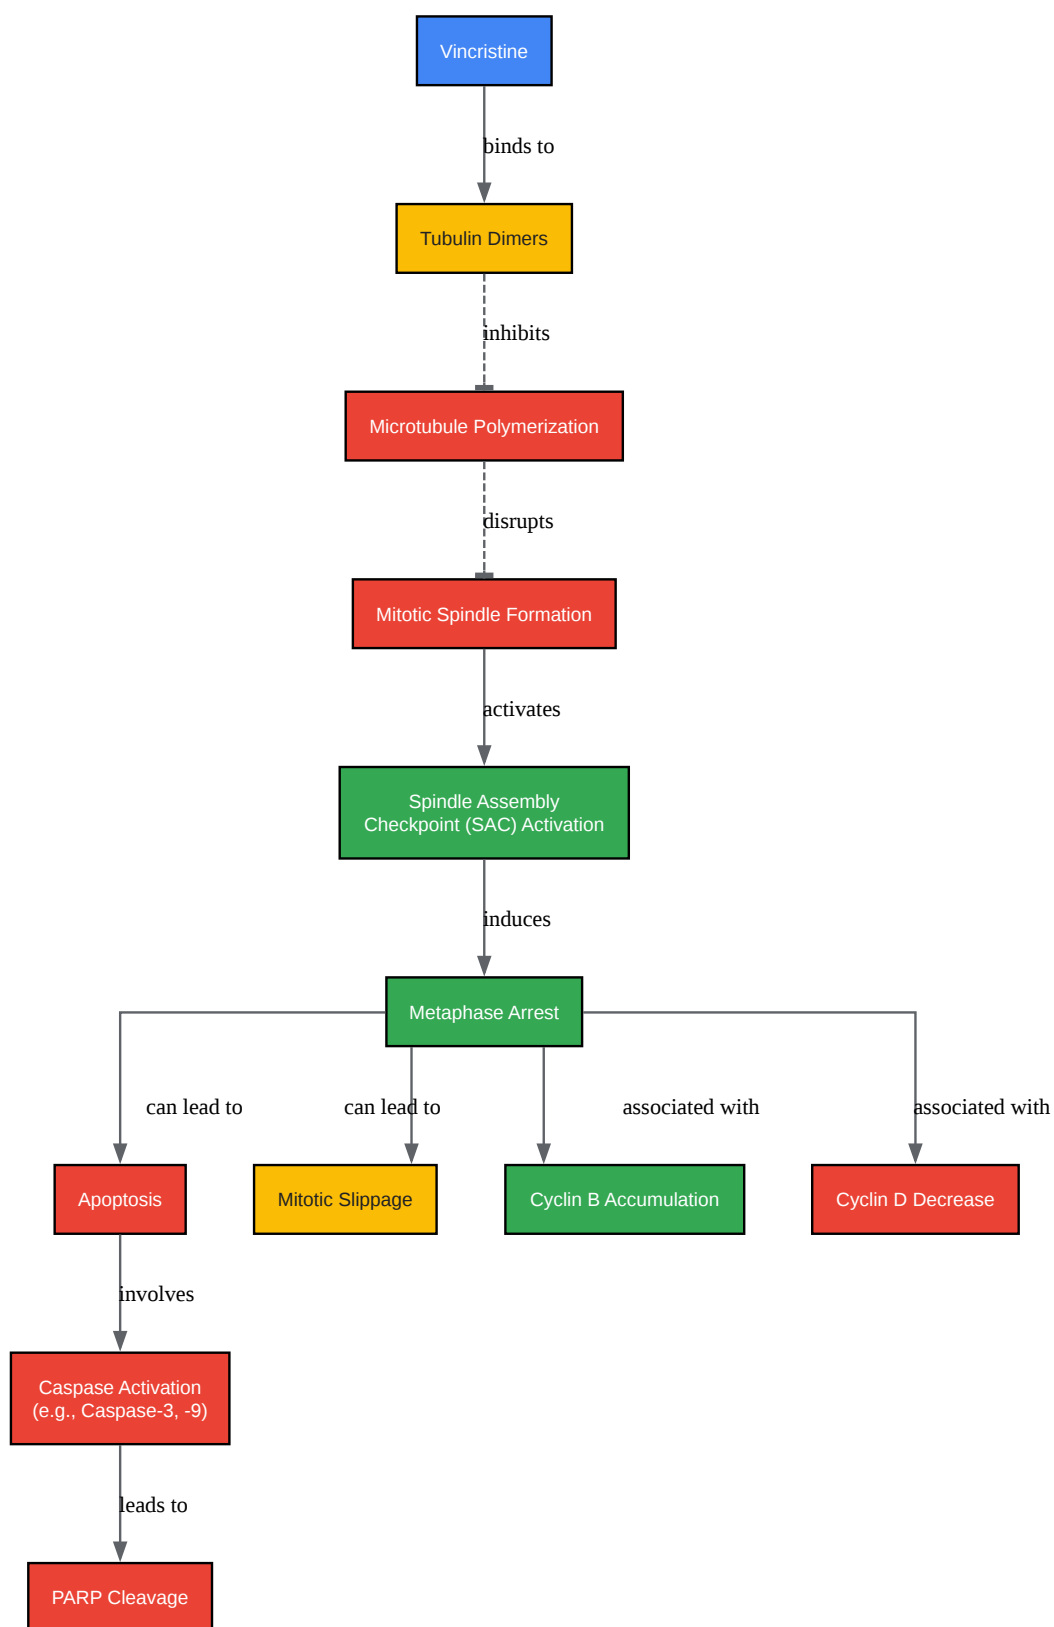 Vincristine
binds to
Tubulin Dimers
inhibits
Microtubule Polymerization
disrupts
Mitotic Spindle Formation
activates
Spindle Assembly
Checkpoint (SAC) Activation
induces
Metaphase Arrest
can lead to
can lead to
associated with
associated with
Apoptosis
Mitotic Slippage
Cyclin B Accumulation
Cyclin D Decrease
involves
Caspase Activation
(e.g., Caspase-3, -9)
leads to
PARP Cleavage